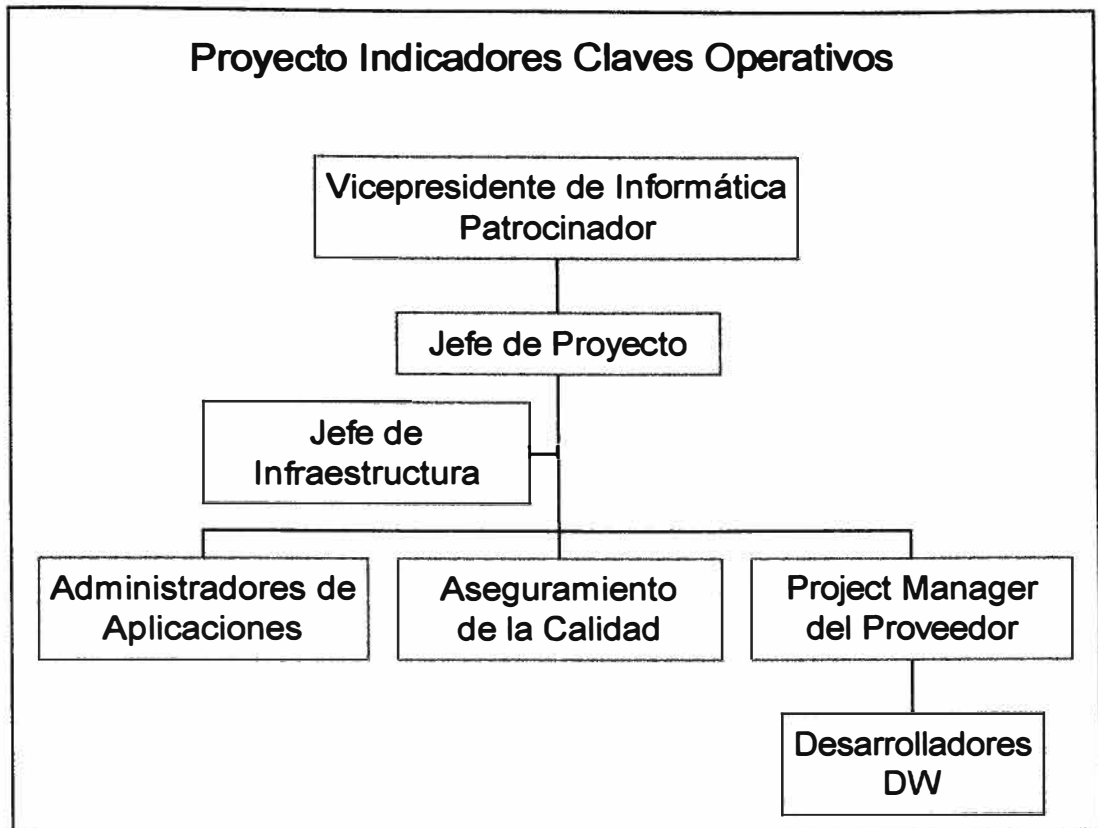 Proyecto Indicadores Claves Operativos
Vicepresidente de Informática
Patrocinador
Jefe de Proyecto
Jefe de
Infraestructura
Administradores de
Aplicaciones
Aseguramiento
de la Calidad
Project Manager
del Proveedor
Desarrolladores
DW